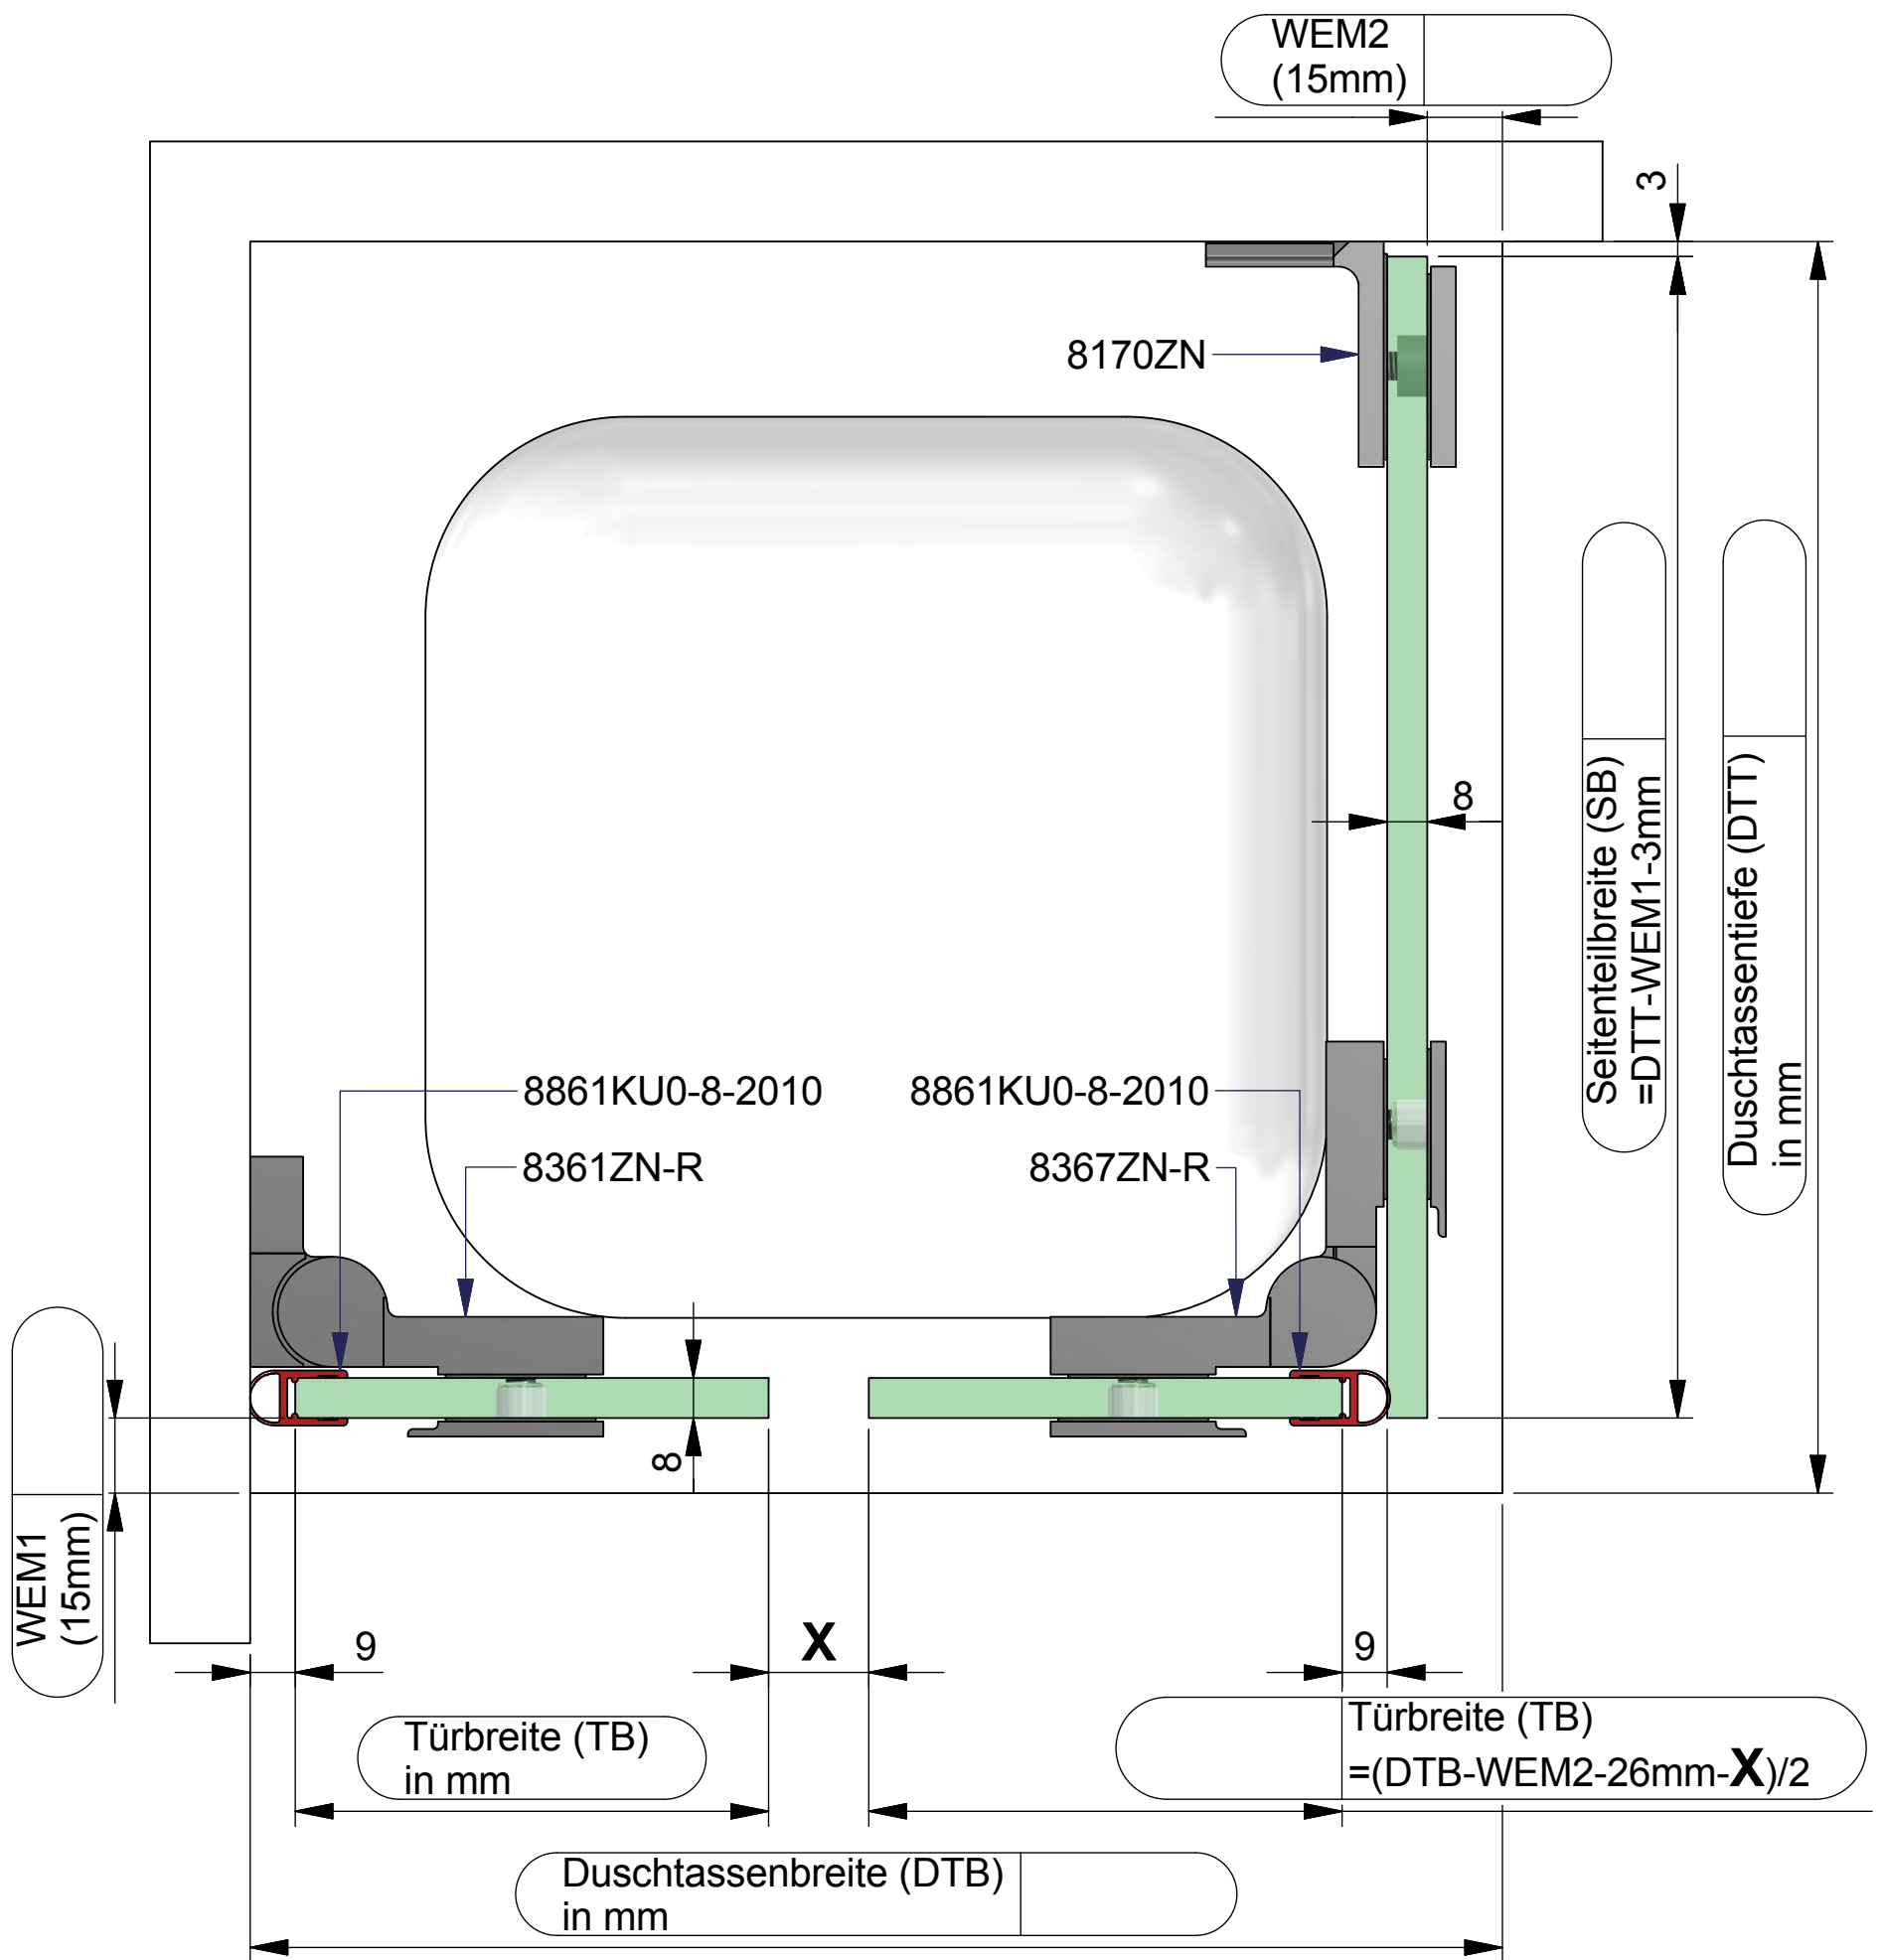 WEM2
(15mm)
3
8170ZN
8
Seitenteilbreite (SB)
=DTT-WEM1-3mm
Duschtassentiefe (DTT)
in mm
8861KU0-8-2010
8861KU0-8-2010
8361ZN-R
8367ZN-R
8
WEM1
(15mm)
9
X
9
Türbreite (TB)
in mm
Türbreite (TB)
=(DTB-WEM2-26mm-X)/2
Duschtassenbreite (DTB)
in mm